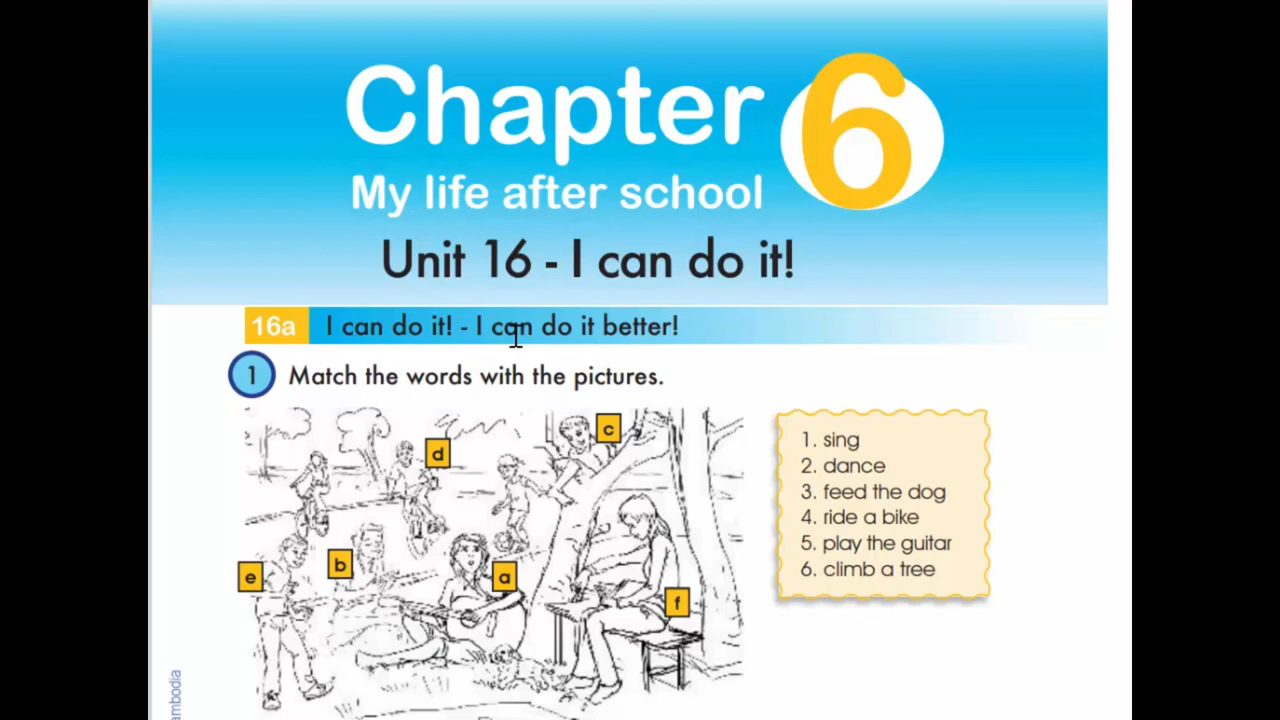 Chapter 6
My life after school
Unit 16 - I can do it!
16a I can do it! - I can do it better!
1 Match the words with the pictures.
c
d
b
e
a
f
1. sing
2. dance
3. feed the dog
4. ride a bike
5. play the guitar
6. climb a tree
ambodia